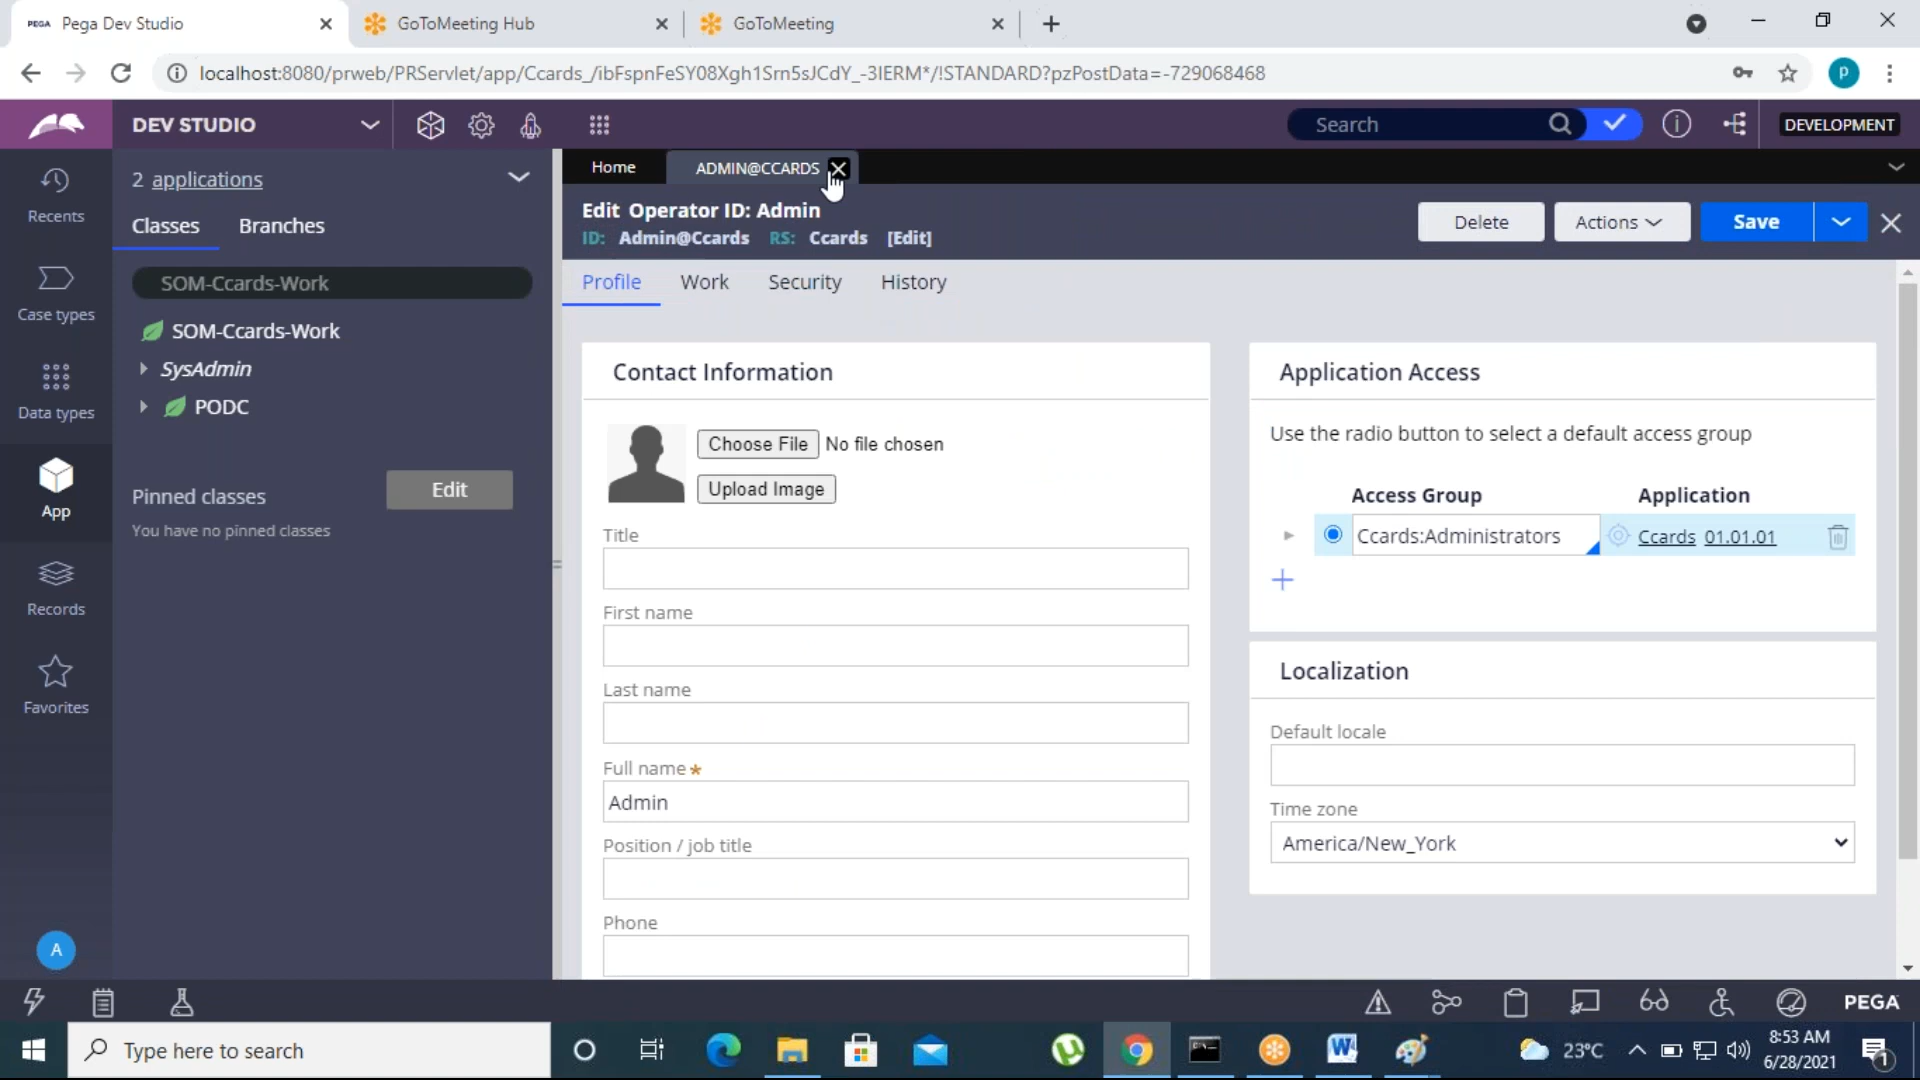 PEGA Pega Dev Studio
GoToMeeting Hub
GoToMeeting
localhost:8080/prweb/PRServlet/app/Ccards_/ibFspnFeSY08Xgh1Srn5sJCdY_-3IERM*/!STANDARD?pzPostData=-729068468
P
DEV STUDIO
Search
DEVELOPMENT
Recents
Case types
Data types
App
Records
Favorites
A
2 applications
Classes Branches
SOM-Ccards-Work
SOM-Ccards-Work
SysAdmin
PODC
Pinned classes
Edit
You have no pinned classes
Home ADMIN@CCARDS
Edit Operator ID: Admin
ID: Admin@Ccards RS: Ccards [Edit]
Delete Actions Save
Profile Work Security History
Contact Information
Choose File No file chosen
Upload Image
Title
First name
Last name
Full name*
Admin
Position / job title
Phone
Application Access
Use the radio button to select a default access group
Access Group Application
Ccards:Administrators Ccards 01.01.01
Localization
Default locale
Time zone
America/New_York
PEGA
Type here to search
23°C
8:53 AM
6/28/2021
1